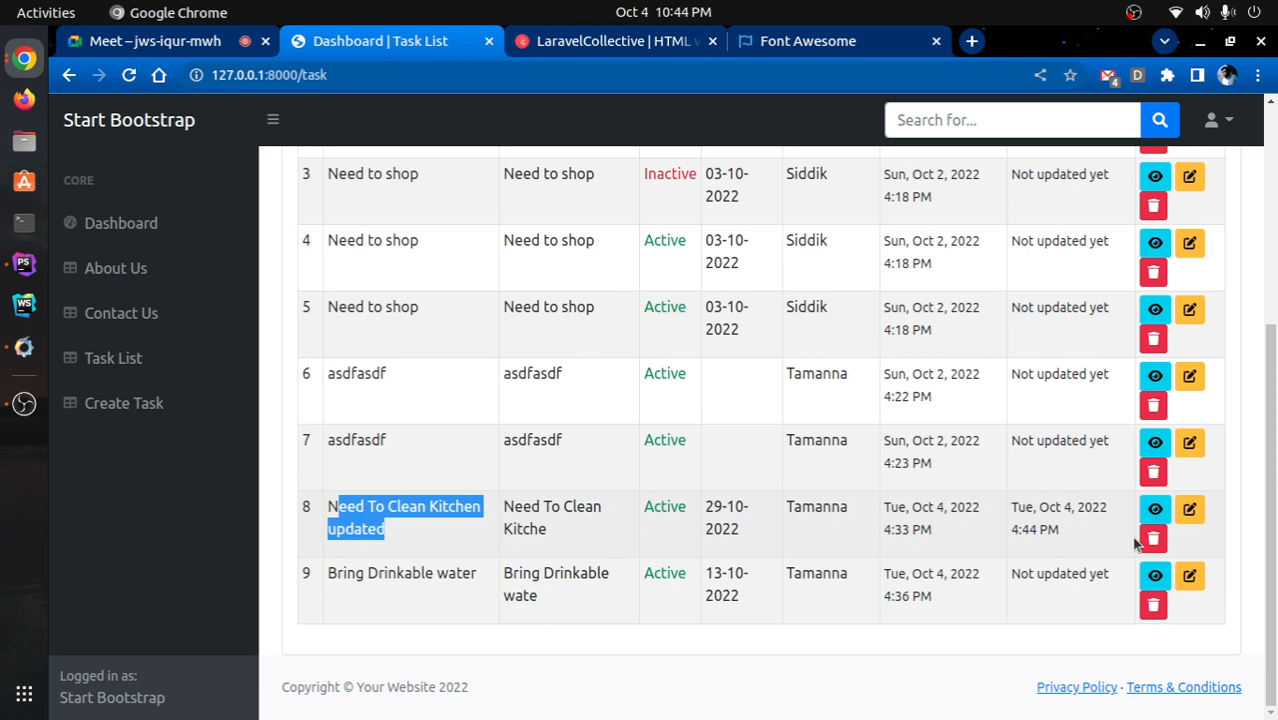 Activities Google Chrome Oct 4 10:44 PM
Meet – jws-iqur-mwh Dashboard | Task List LaravelCollective | HTML v Font Awesome
127.0.0.1:8000/task 4 D
Start Bootstrap Search for...
CORE
Dashboard
About Us
Contact Us
Task List
Create Task
Logged in as:
Start Bootstrap
3 Need to shop Need to shop Inactive 03-10- Siddik Sun, Oct 2, 2022 Not updated yet
2022 4:18 PM
4 Need to shop Need to shop Active 03-10- Siddik Sun, Oct 2, 2022 Not updated yet
2022 4:18 PM
5 Need to shop Need to shop Active 03-10- Siddik Sun, Oct 2, 2022 Not updated yet
2022 4:18 PM
6 asdfasdf asdfasdf Active Tamanna Sun, Oct 2, 2022 Not updated yet
4:22 PM
7 asdfasdf asdfasdf Active Tamanna Sun, Oct 2, 2022 Not updated yet
4:23 PM
8 Need To Clean Kitchen Need To Clean Active 29-10- Tamanna Tue, Oct 4, 2022 Tue, Oct 4, 2022
updated Kitche 2022 4:33 PM 4:44 PM
9 Bring Drinkable water Bring Drinkable Active 13-10- Tamanna Tue, Oct 4, 2022 Not updated yet
wate 2022 4:36 PM
Copyright © Your Website 2022 Privacy Policy · Terms & Conditions
PS
WS